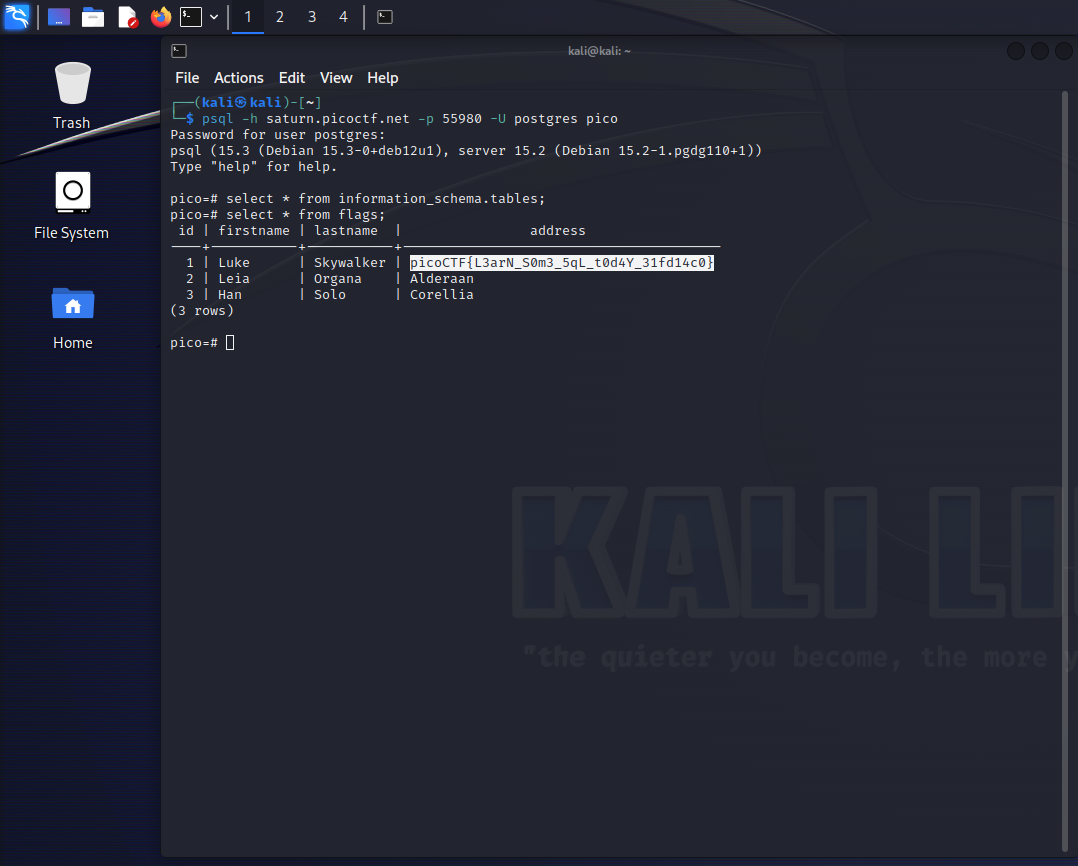 1 2 3 4
kali@kali: ~
File Actions Edit View Help
Trash
File System
Home
┌──(kali㉿kali)-[~]
└─$ psql -h saturn.picoctf.net -p 55980 -U postgres pico
Password for user postgres:
psql (15.3 (Debian 15.3-0+deb12u1), server 15.2 (Debian 15.2-1.pgdg110+1))
Type "help" for help.
pico=# select * from information_schema.tables;
pico=# select * from flags;
id | firstname | lastname | address
----+-----------+-----------+----------------------------------------
1 | Luke | Skywalker | picoCTF{L3arN_S0m3_5qL_t0d4Y_31fd14c0}
2 | Leia | Organa | Alderaan
3 | Han | Solo | Corellia
(3 rows)
pico=#
KALI LI
"the quieter you become, the more y